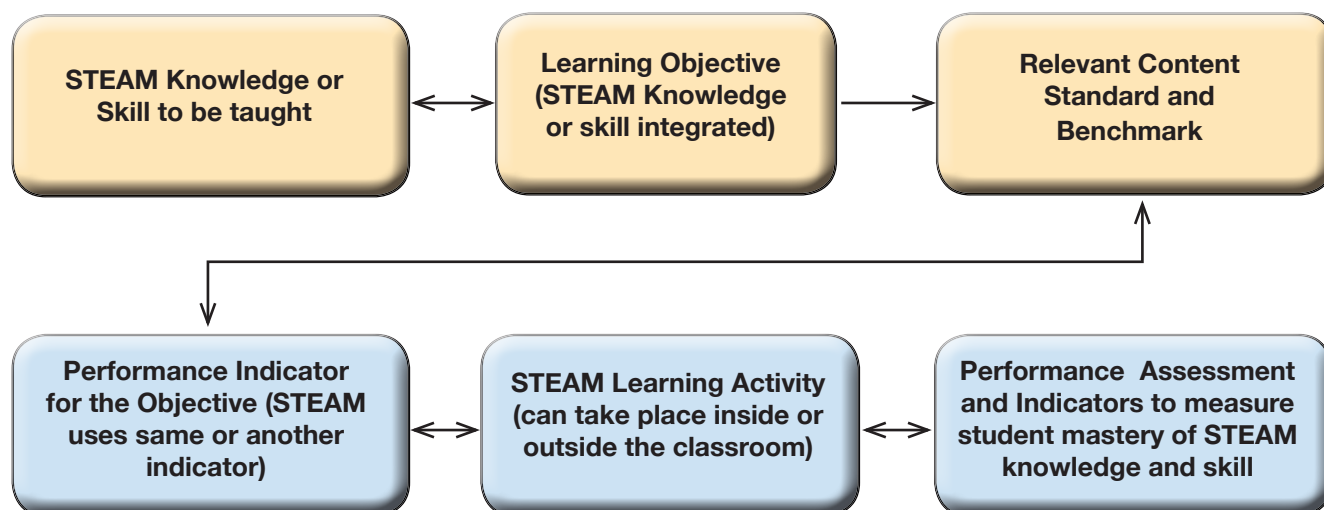 STEAM Knowledge or
Skill to be taught
Learning Objective
(STEAM Knowledge
or skill integrated)
Relevant Content
Standard and
Benchmark
Performance Indicator
for the Objective (STEAM
uses same or another
indicator)
STEAM Learning Activity
(can take place inside or
outside the classroom)
Performance Assessment
and Indicators to measure
student mastery of STEAM
knowledge and skill